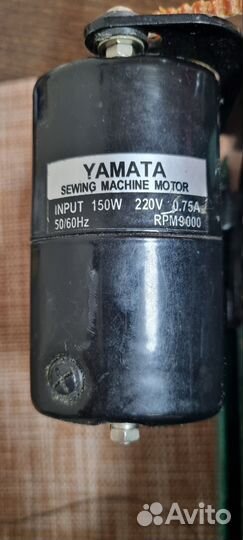 YAMATA
SEWING MACHINE MOTOR
INPUT 150W 220V 0.75A
50/60Hz RPM9000
Avito